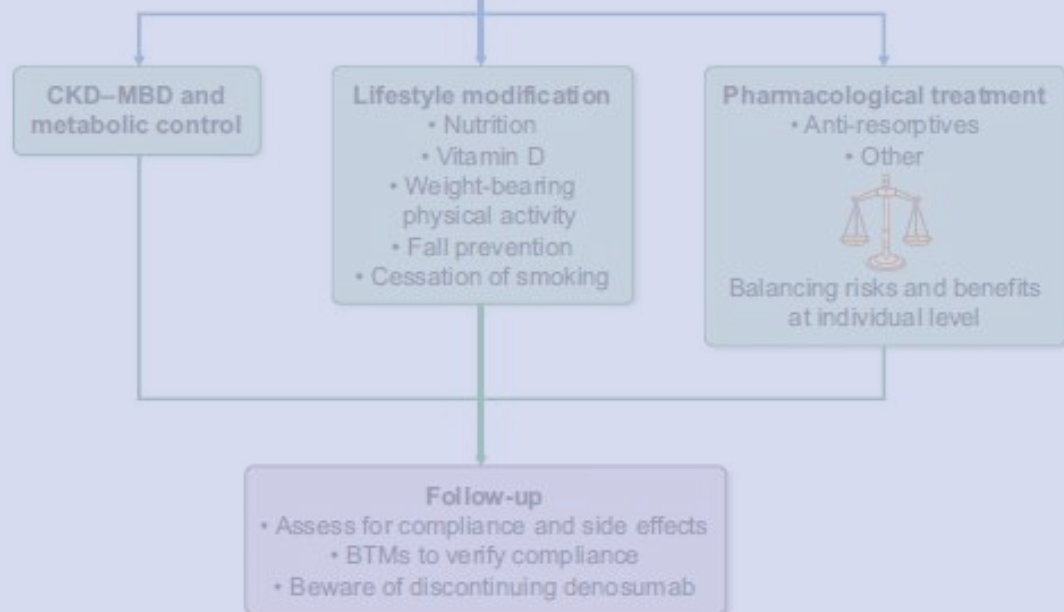 CKD–MBD and
metabolic control
Lifestyle modification
• Nutrition
• Vitamin D
• Weight-bearing
physical activity
• Fall prevention
• Cessation of smoking
Pharmacological treatment
• Anti-resorptives
• Other
Balancing risks and benefits
at individual level
Follow-up
• Assess for compliance and side effects
• BTMs to verify compliance
• Beware of discontinuing denosumab